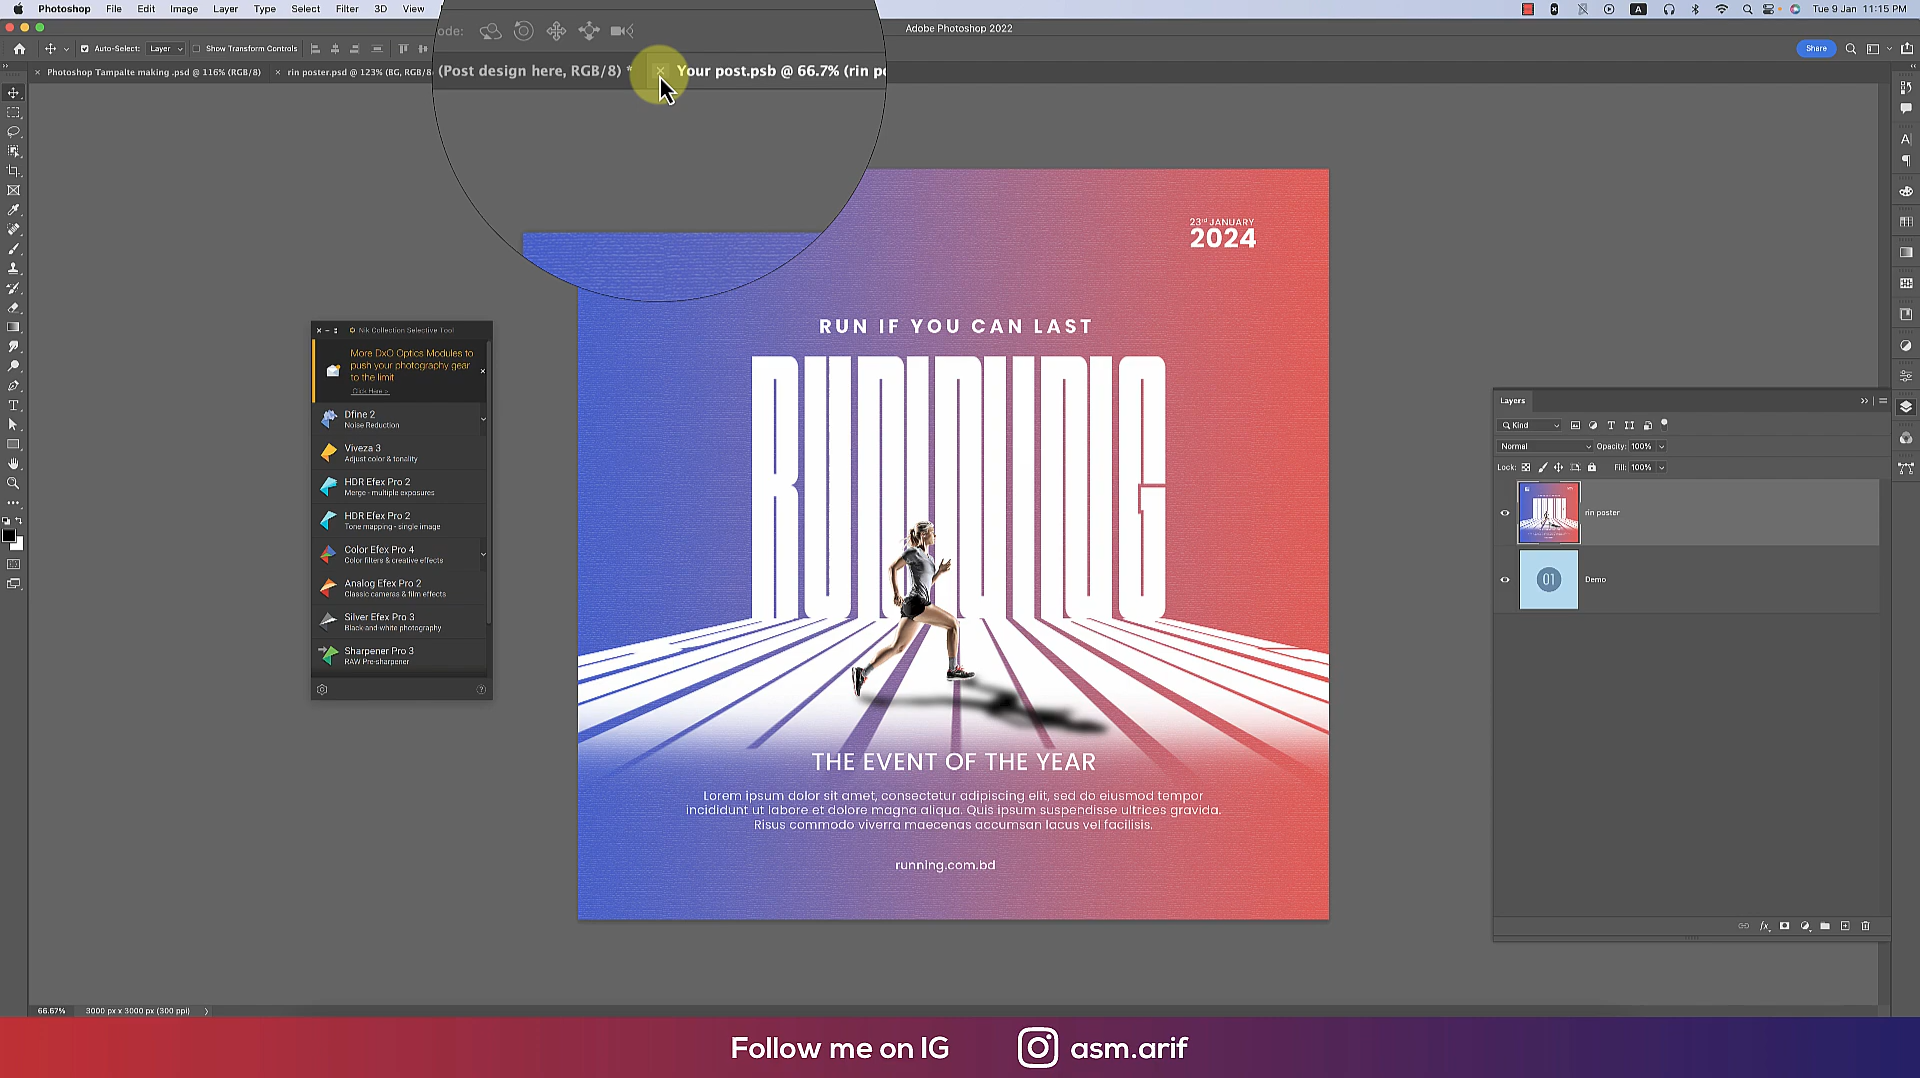 Photoshop File Edit Image Layer Type Select Filter 3D View
Tue 9 Jan 11:15 PM
Adobe Photoshop 2022
ode:
Auto-Select: Layer
Show Transform Controls
Share
Photoshop Tampalte making .psd @ 116% (RGB/8)
rin poster.psd @ 123% (BG, RGB/8
(Post design here, RGB/8) *
Your post.psb @ 66.7% (rin po
23rd JANUARY
2024
RUN IF YOU CAN LAST
RUNNING
THE EVENT OF THE YEAR
Lorem ipsum dolor sit amet, consectetur adipiscing elit, sed do eiusmod tempor
incididunt ut labore et dolore magna aliqua. Quis ipsum suspendisse ultrices gravida.
Risus commodo viverra maecenas accumsan lacus vel facilisis.
running.com.bd
Nik Collection Selective Tool
More DxO Optics Modules to
push your photography gear
to the limit
Click Here >
Dfine 2
Noise Reduction
Viveza 3
Adjust color & tonality
HDR Efex Pro 2
Merge - multiple exposures
HDR Efex Pro 2
Tone mapping - single image
Color Efex Pro 4
Color filters & creative effects
Analog Efex Pro 2
Classic cameras & film effects
Silver Efex Pro 3
Black and white photography
Sharpener Pro 3
RAW Pre-sharpener
Layers
Kind
Normal
Opacity: 100%
Lock:
Fill: 100%
rin poster
01
Demo
66.67%
3000 px x 3000 px (300 ppi)
Follow me on IG
asm.arif